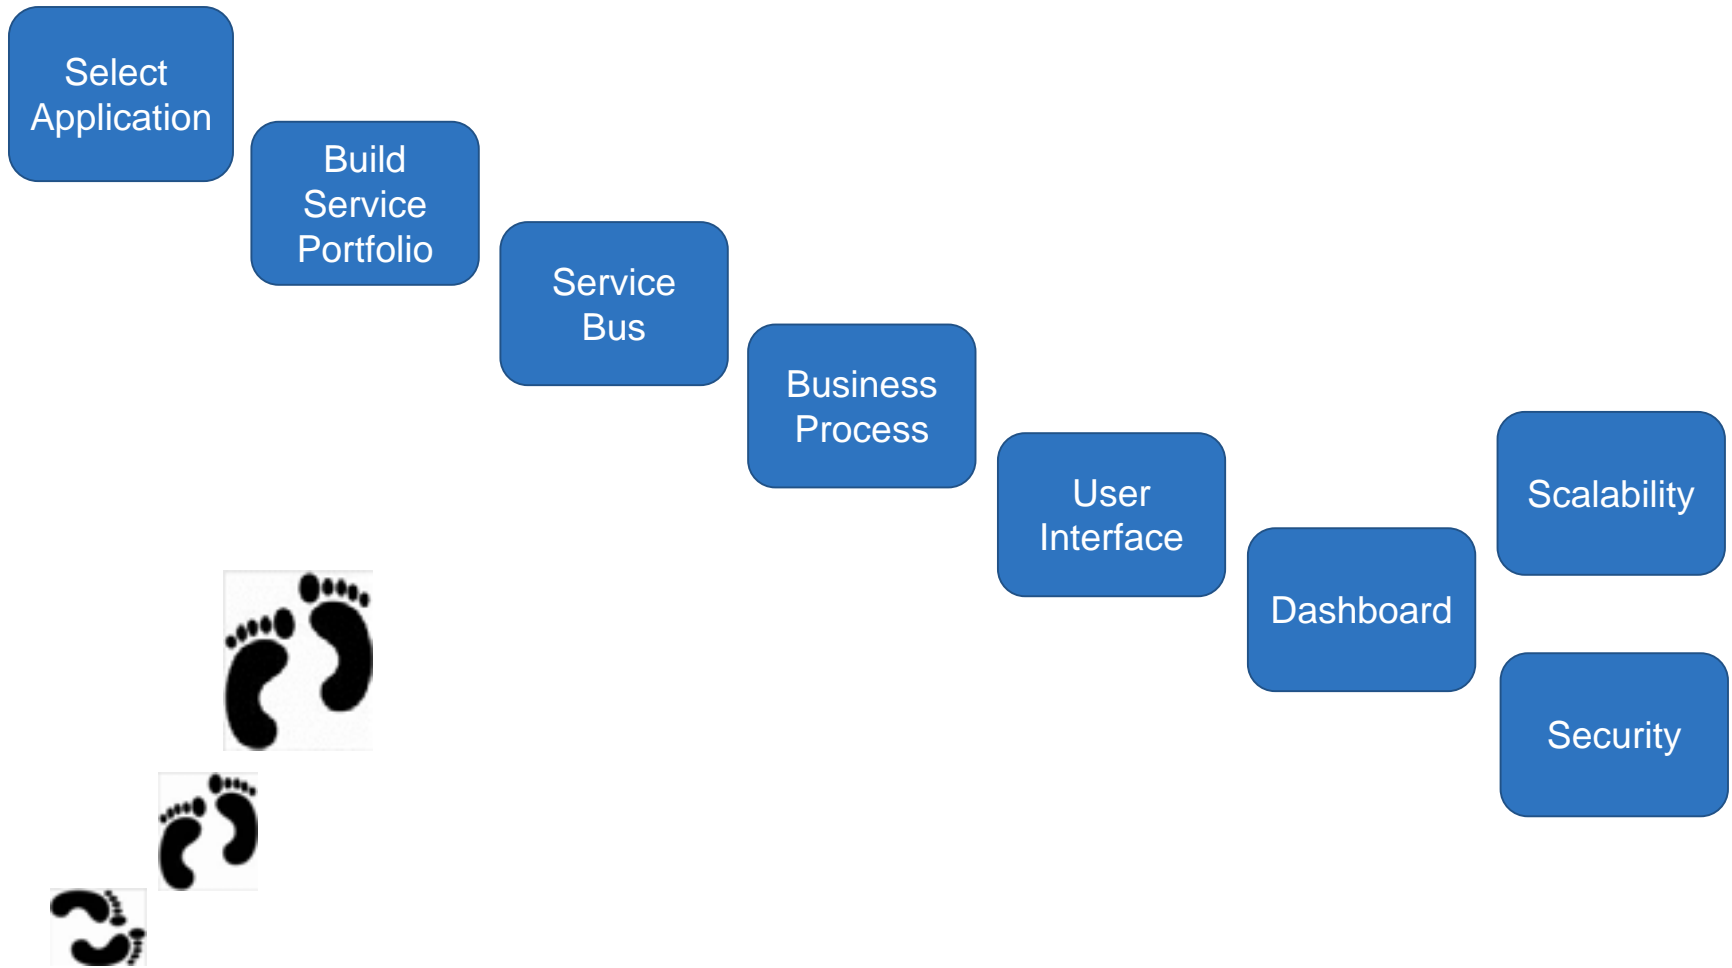 Select
Application
Build
Service
Portfolio
Service
Bus
Business
Process
User
Interface
Dashboard
Scalability
Security